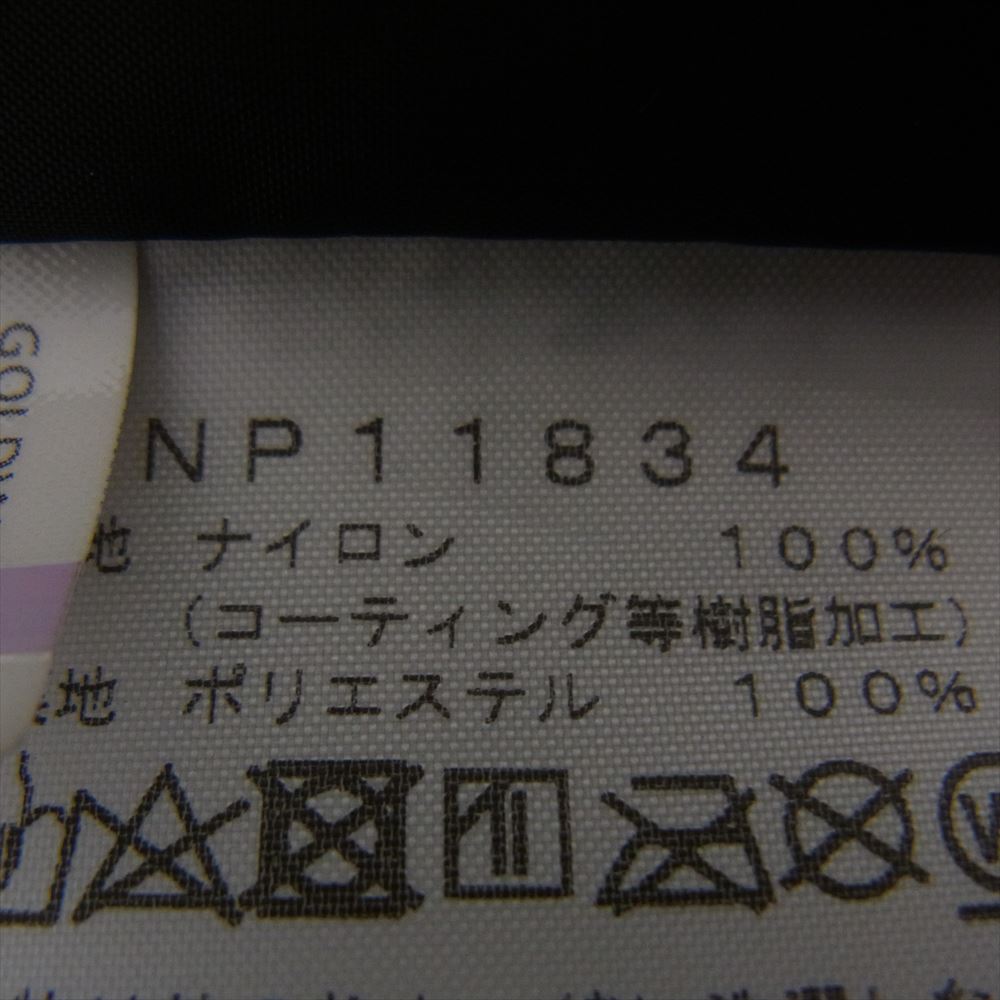 GOLDW
NP11834
地 ナイロン 100%
(コーティング等樹脂加工)
地 ポリエステル 100%
W